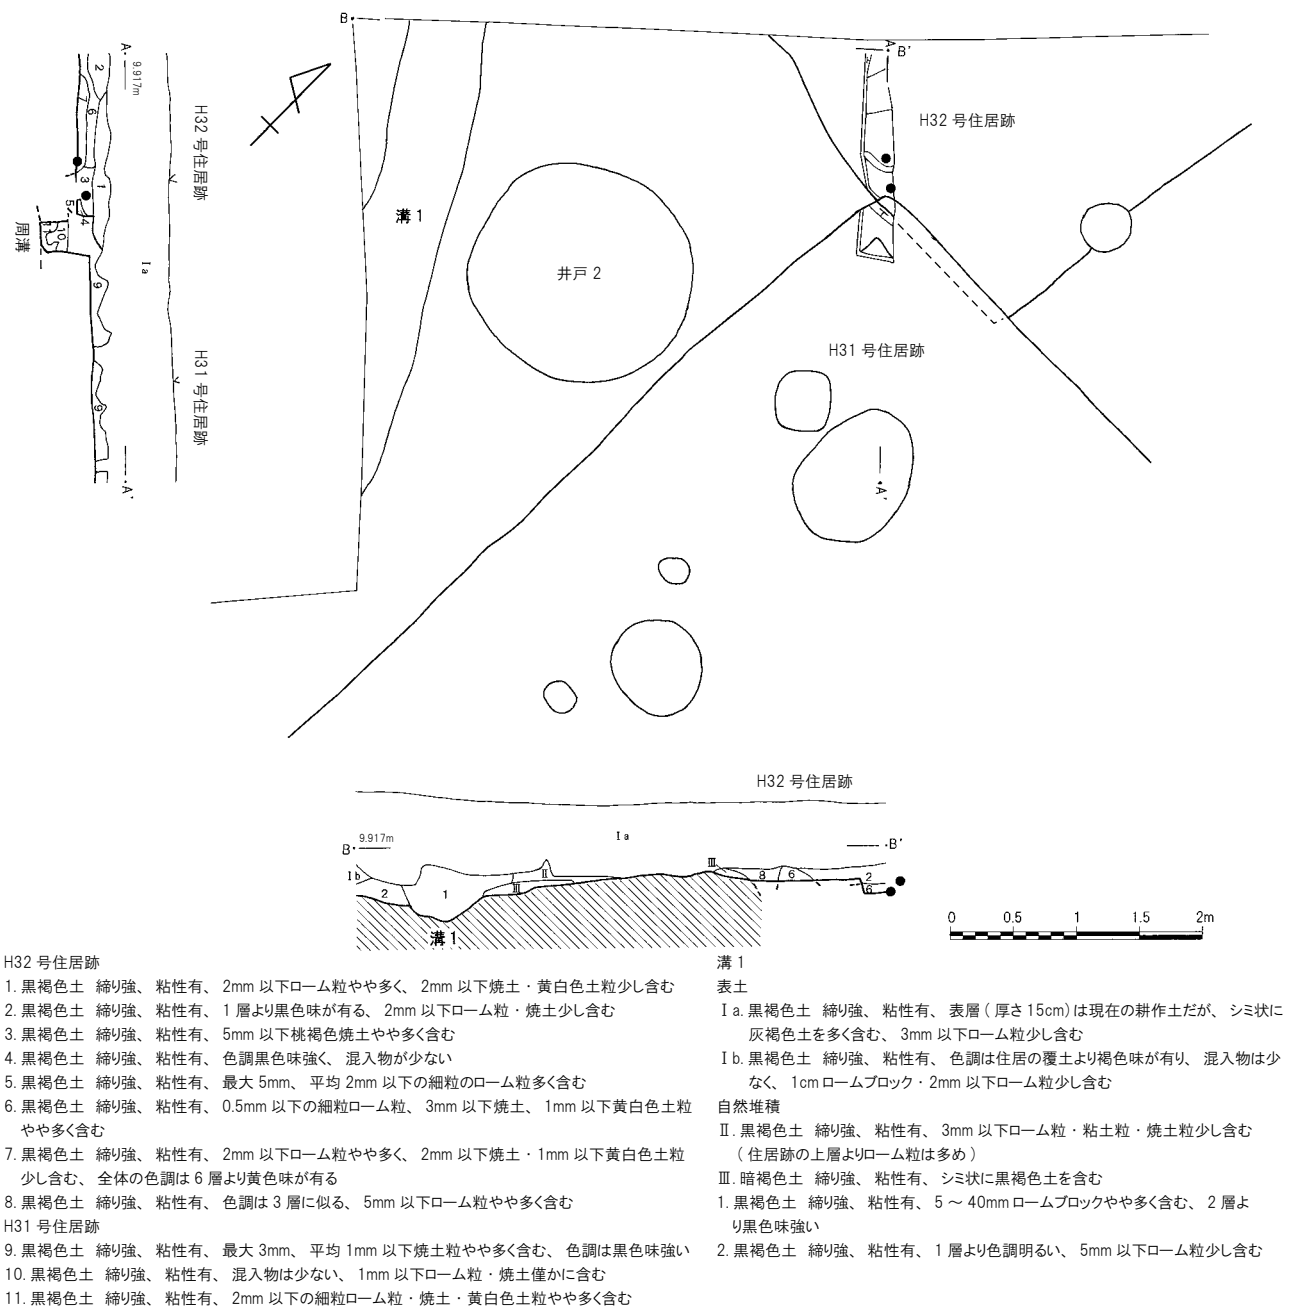 B
A
B'
A
9.917m
2
7
6
H32 号住居跡
1
3
5
4
10
周溝
Ⅰa
9
H31 号住居跡
9
A'
H32 号住居跡
溝 1
井戸 2
H31 号住居跡
A'
H32 号住居跡
Ⅰa
B
9.917m
B'
Ⅰb
2
1
Ⅱ
Ⅲ
Ⅲ
8
6
2
6
溝 1
0 0.5 1 1.5 2m
H32 号住居跡
1. 黒褐色土 締り強、 粘性有、 2mm 以下ローム粒やや多く、 2mm 以下焼土・黄白色土粒少し含む
2. 黒褐色土 締り強、 粘性有、 1 層より黒色味が有る、 2mm 以下ローム粒・焼土少し含む
3. 黒褐色土 締り強、 粘性有、 5mm 以下桃褐色焼土やや多く含む
4. 黒褐色土 締り強、 粘性有、 色調黒色味強く、 混入物が少ない
5. 黒褐色土 締り強、 粘性有、 最大 5mm、 平均 2mm 以下の細粒のローム粒多く含む
6. 黒褐色土 締り強、 粘性有、 0.5mm 以下の細粒ローム粒、 3mm 以下焼土、 1mm 以下黄白色土粒
やや多く含む
7. 黒褐色土 締り強、 粘性有、 2mm 以下ローム粒やや多く、 2mm 以下焼土・1mm 以下黄白色土粒
少し含む、 全体の色調は 6 層より黄色味が有る
8. 黒褐色土 締り強、 粘性有、 色調は 3 層に似る、 5mm 以下ローム粒やや多く含む
H31 号住居跡
9. 黒褐色土 締り強、 粘性有、 最大 3mm、 平均 1mm 以下焼土粒やや多く含む、 色調は黒色味強い
10. 黒褐色土 締り強、 粘性有、 混入物は少ない、 1mm 以下ローム粒・焼土僅かに含む
11. 黒褐色土 締り強、 粘性有、 2mm 以下の細粒ローム粒・焼土・黄白色土粒やや多く含む
溝 1
表土
Ⅰa. 黒褐色土 締り強、 粘性有、 表層 ( 厚さ 15cm) は現在の耕作土だが、 シミ状に
灰褐色土を多く含む、 3mm 以下ローム粒少し含む
Ⅰb. 黒褐色土 締り強、 粘性有、 色調は住居の覆土より褐色味が有り、 混入物は少
なく、 1cm ロームブロック・2mm 以下ローム粒少し含む
自然堆積
Ⅱ. 黒褐色土 締り強、 粘性有、 3mm 以下ローム粒・粘土粒・焼土粒少し含む
( 住居跡の上層よりローム粒は多め )
Ⅲ. 暗褐色土 締り強、 粘性有、 シミ状に黒褐色土を含む
1. 黒褐色土 締り強、 粘性有、 5 ～ 40mm ロームブロックやや多く含む、 2 層よ
り黒色味強い
2. 黒褐色土 締り強、 粘性有、 1 層より色調明るい、 5mm 以下ローム粒少し含む